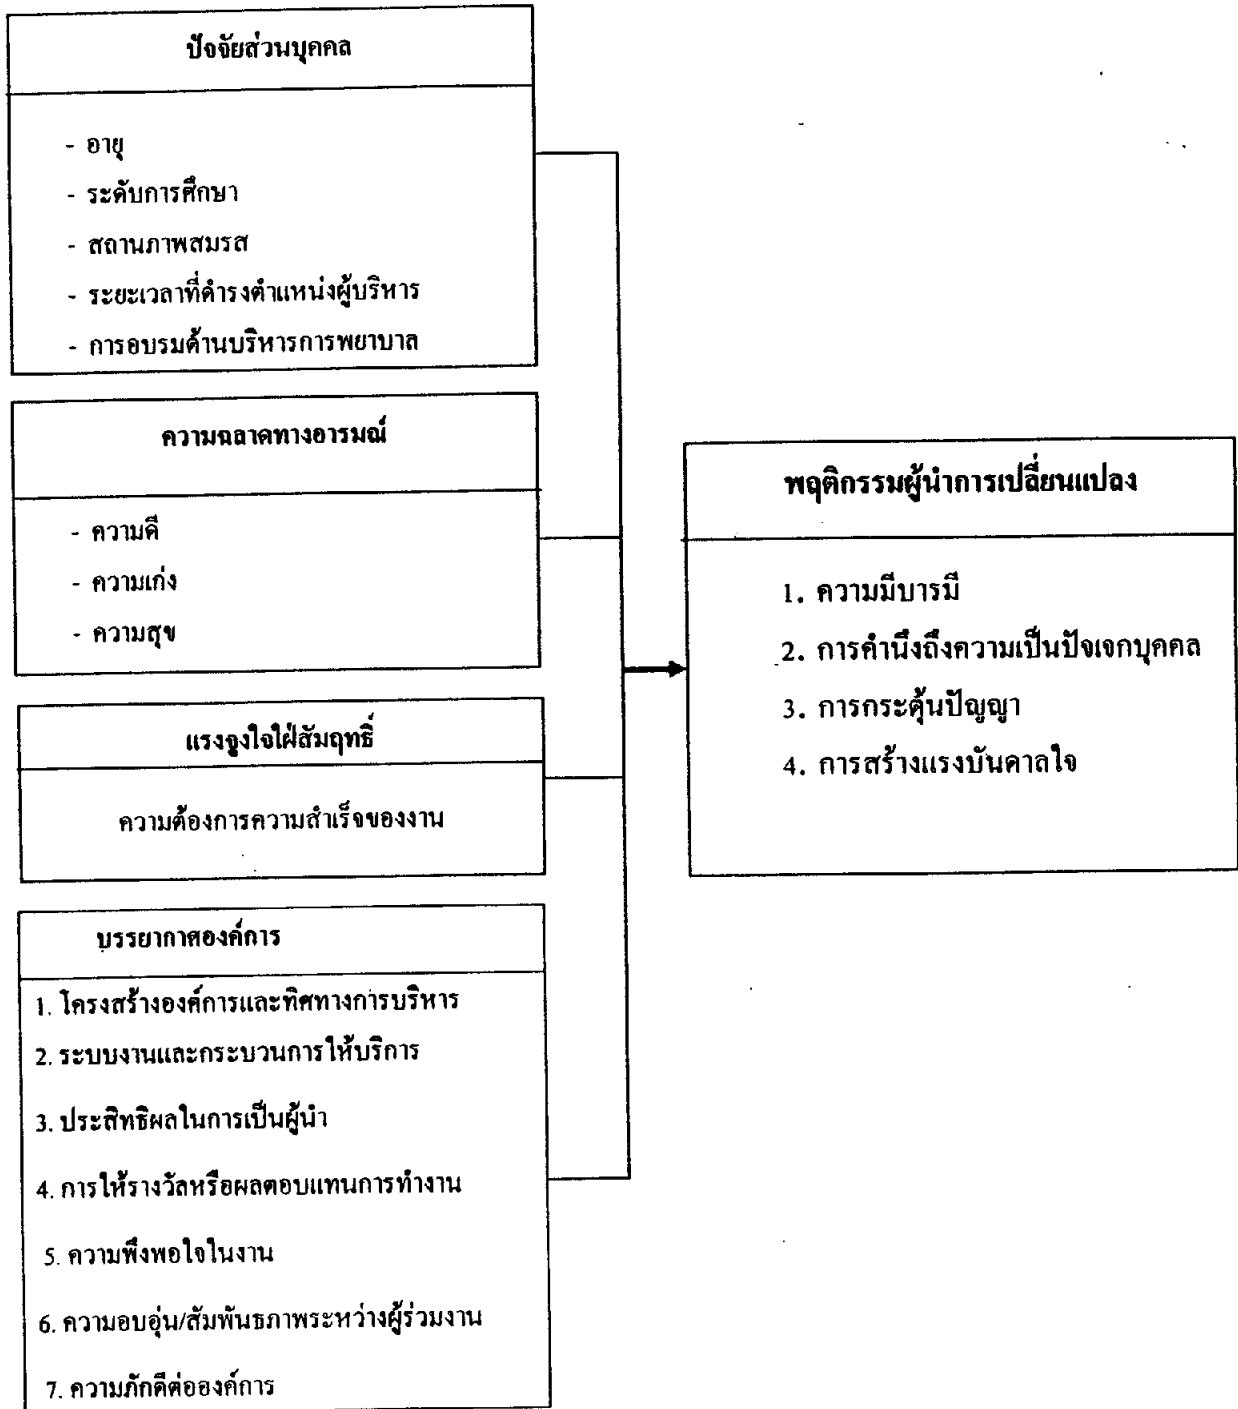 ปัจจัยส่วนบุคคล
- อายุ
- ระดับการศึกษา
- สถานภาพสมรส
- ระยะเวลาที่ดำรงตำแหน่งผู้บริหาร
- การอบรมด้านบริหารการพยาบาล
ความฉลาดทางอารมณ์
- ความดี
- ความเก่ง
- ความสุข
แรงจูงใจใฝ่สัมฤทธิ์
ความต้องการความสำเร็จของงาน
บรรยากาศองค์การ
1. โครงสร้างองค์การและทิศทางการบริหาร
2. ระบบงานและกระบวนการให้บริการ
3. ประสิทธิผลในการเป็นผู้นำ
4. การให้รางวัลหรือผลตอบแทนการทำงาน
5. ความพึงพอใจในงาน
6. ความอบอุ่น/สัมพันธภาพระหว่างผู้ร่วมงาน
7. ความภักดีต่อองค์การ
พฤติกรรมผู้นำการเปลี่ยนแปลง
1. ความมีบารมี
2. การคำนึงถึงความเป็นปัจเจกบุคคล
3. การกระตุ้นปัญญา
4. การสร้างแรงบันดาลใจ